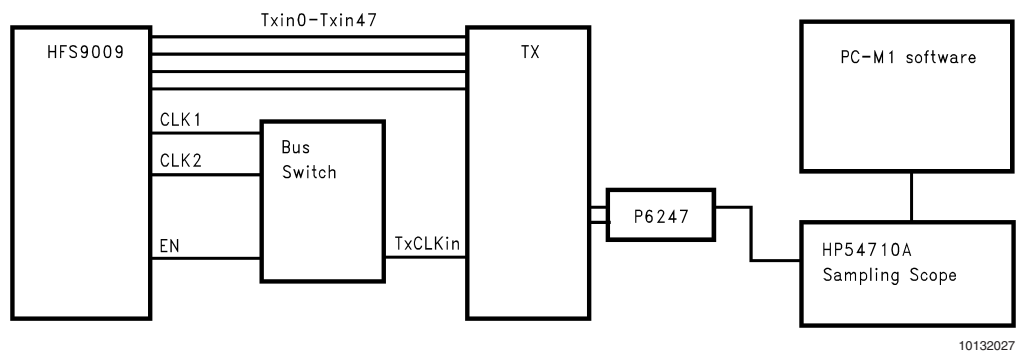 Txin0-Txin47
HFS9009
TX
PC-M1 software
CLK1
CLK2
Bus
Switch
EN
TxCLKin
P6247
HP54710A
Sampling Scope
10132027